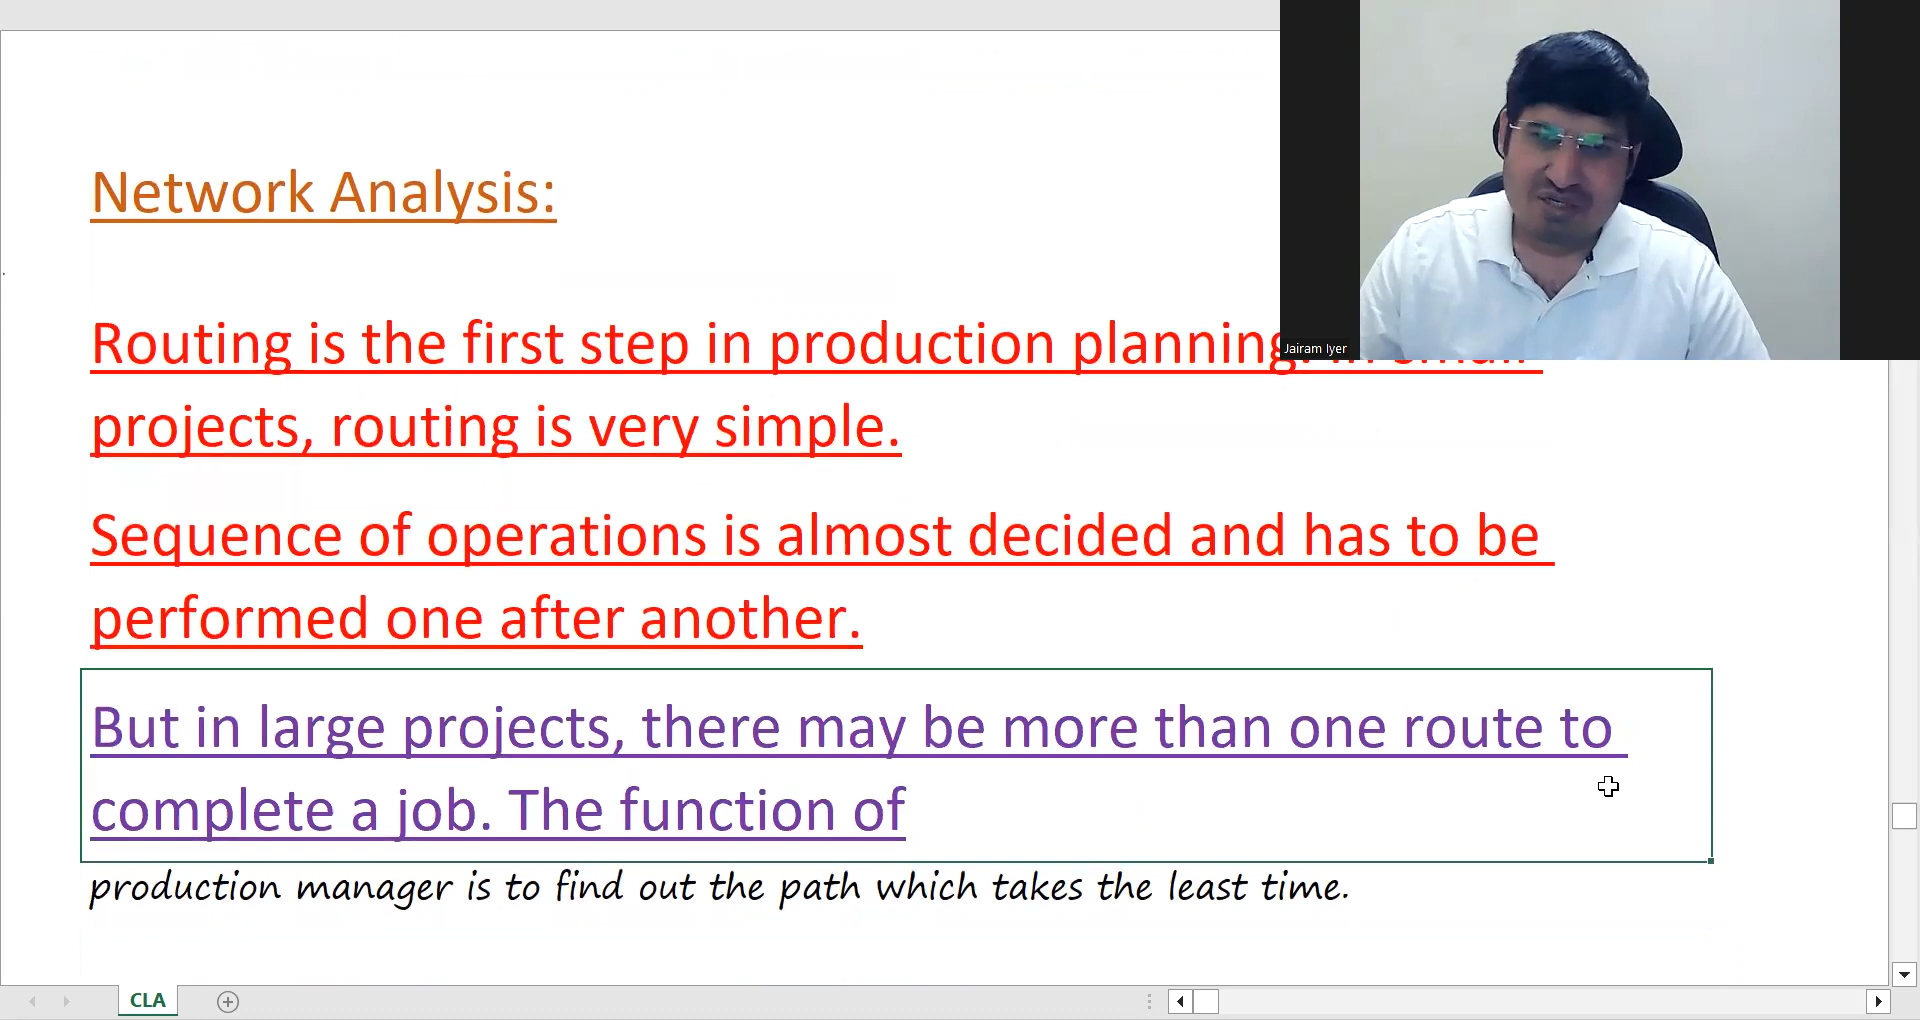 Network Analysis:
Jairam Iyer
Routing is the first step in production planning.
projects, routing is very simple.
Sequence of operations is almost decided and has to be
performed one after another.
But in large projects, there may be more than one route to
complete a job. The function of
production manager is to find out the path which takes the least time.
CLA